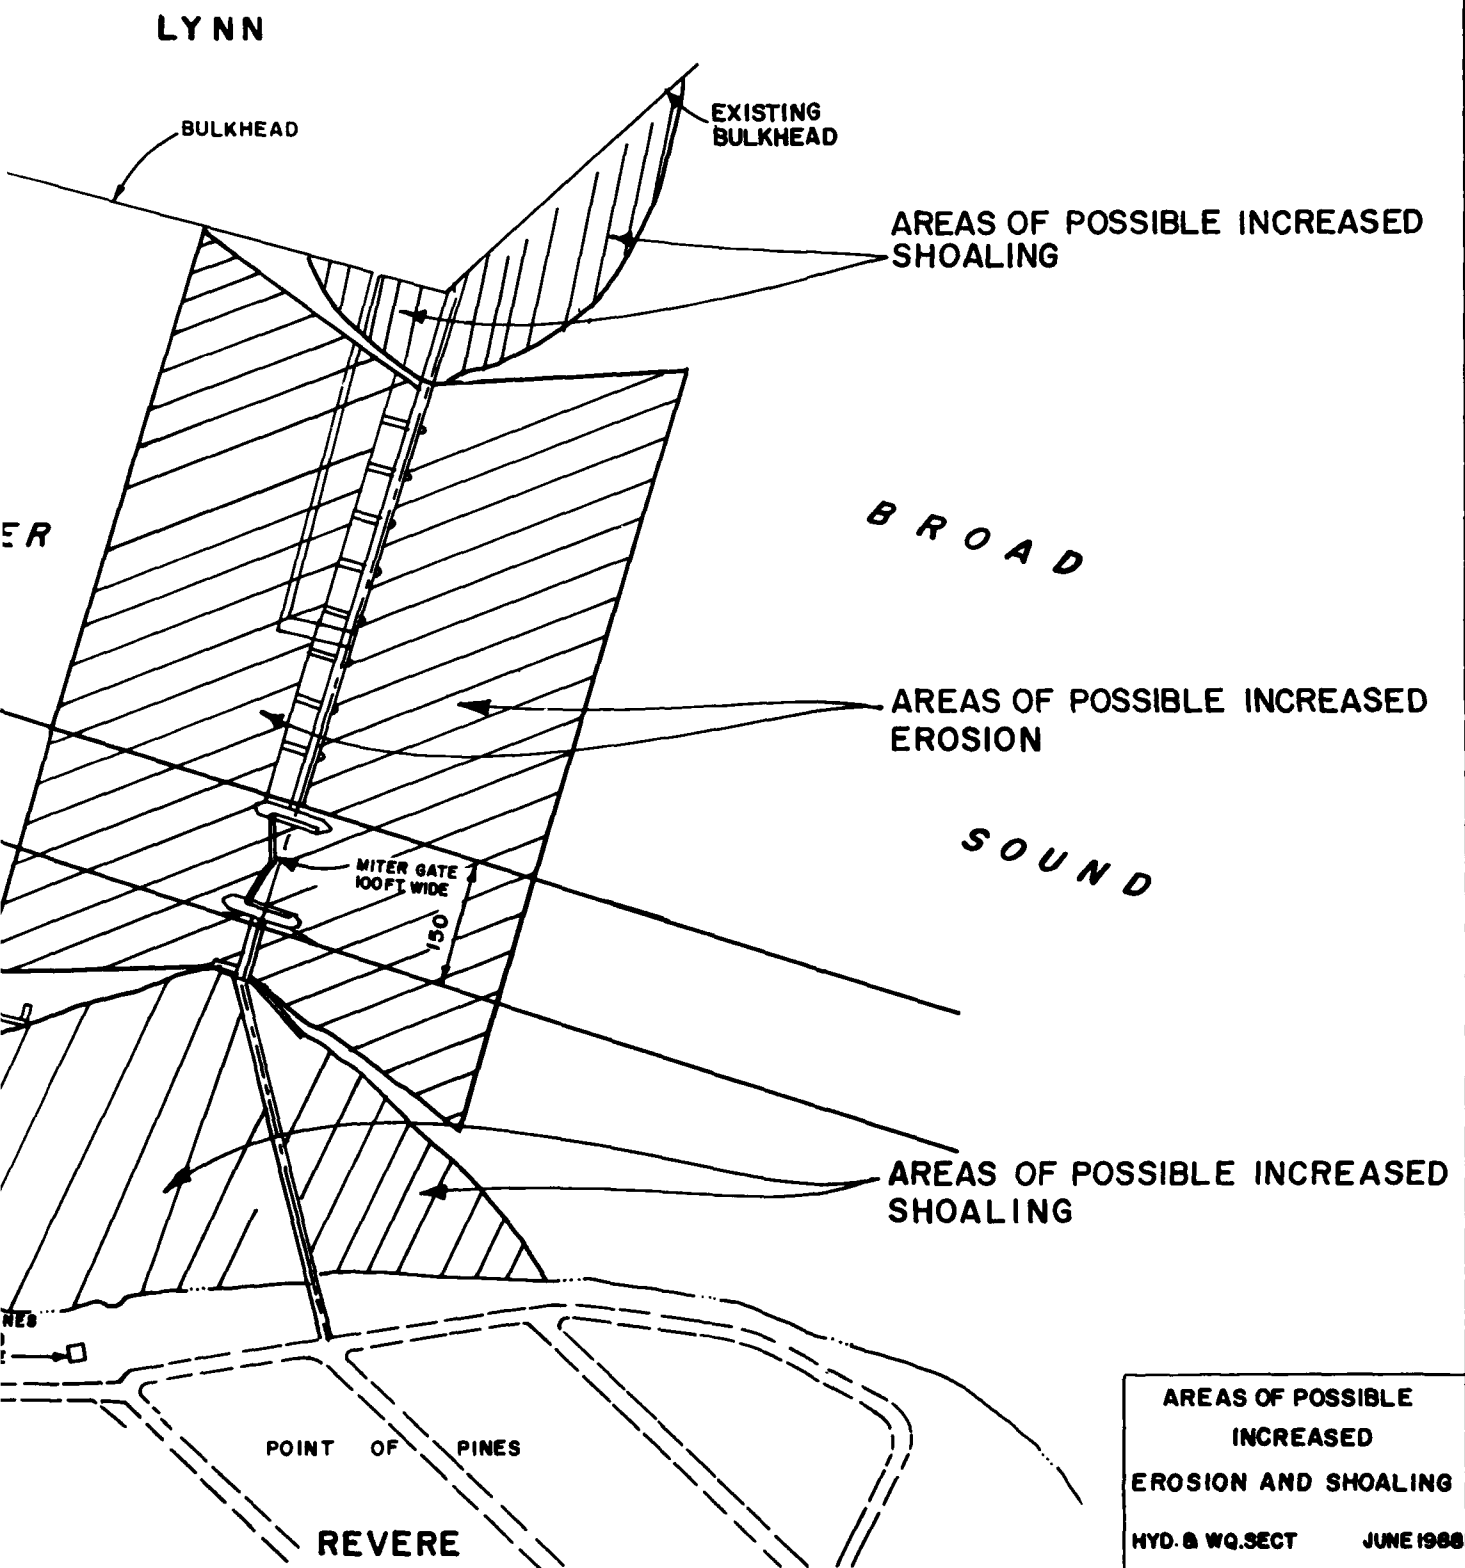 LYNN
BULKHEAD
EXISTING
BULKHEAD
AREAS OF POSSIBLE INCREASED
SHOALING
ER
BROAD
AREAS OF POSSIBLE INCREASED
EROSION
SOUND
MITER GATE
100 FT. WIDE
150
AREAS OF POSSIBLE INCREASED
SHOALING
NES
POINT OF PINES
REVERE
AREAS OF POSSIBLE
INCREASED
EROSION AND SHOALING
HYD. & WQ. SECT JUNE 1988